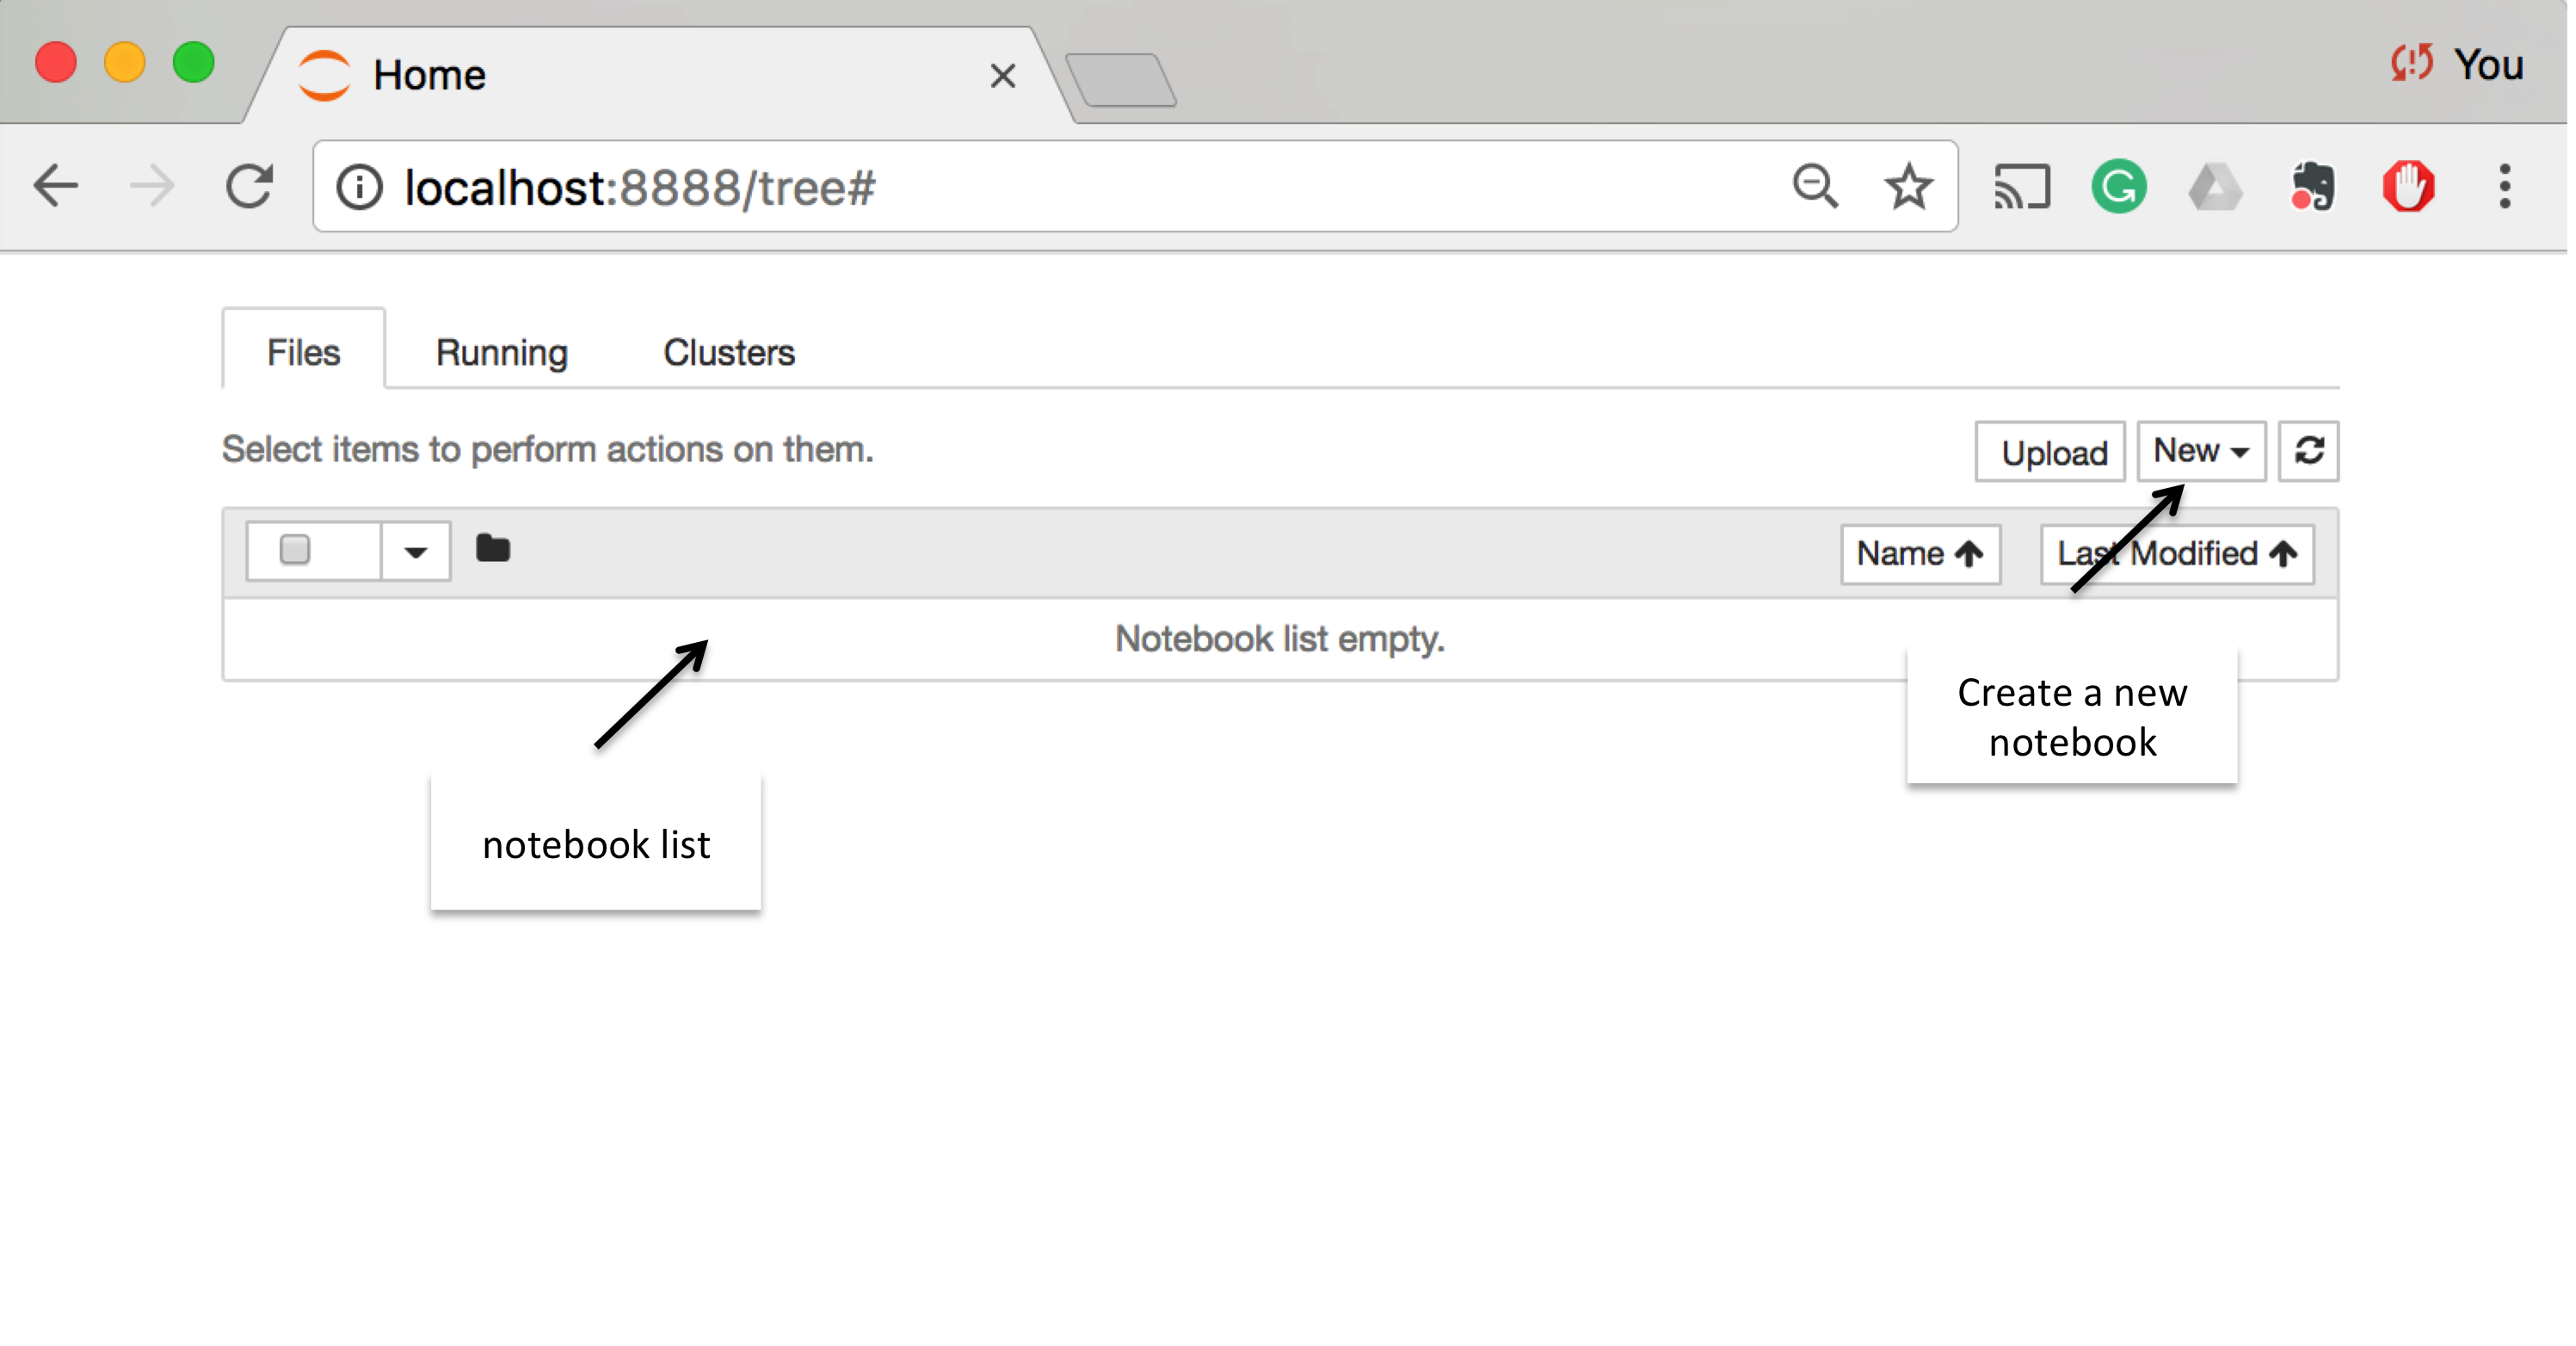 Home
You
localhost:8888/tree#
Files Running Clusters
Select items to perform actions on them.
Upload New
Name Last Modified
Notebook list empty.
Create a new
notebook
notebook list